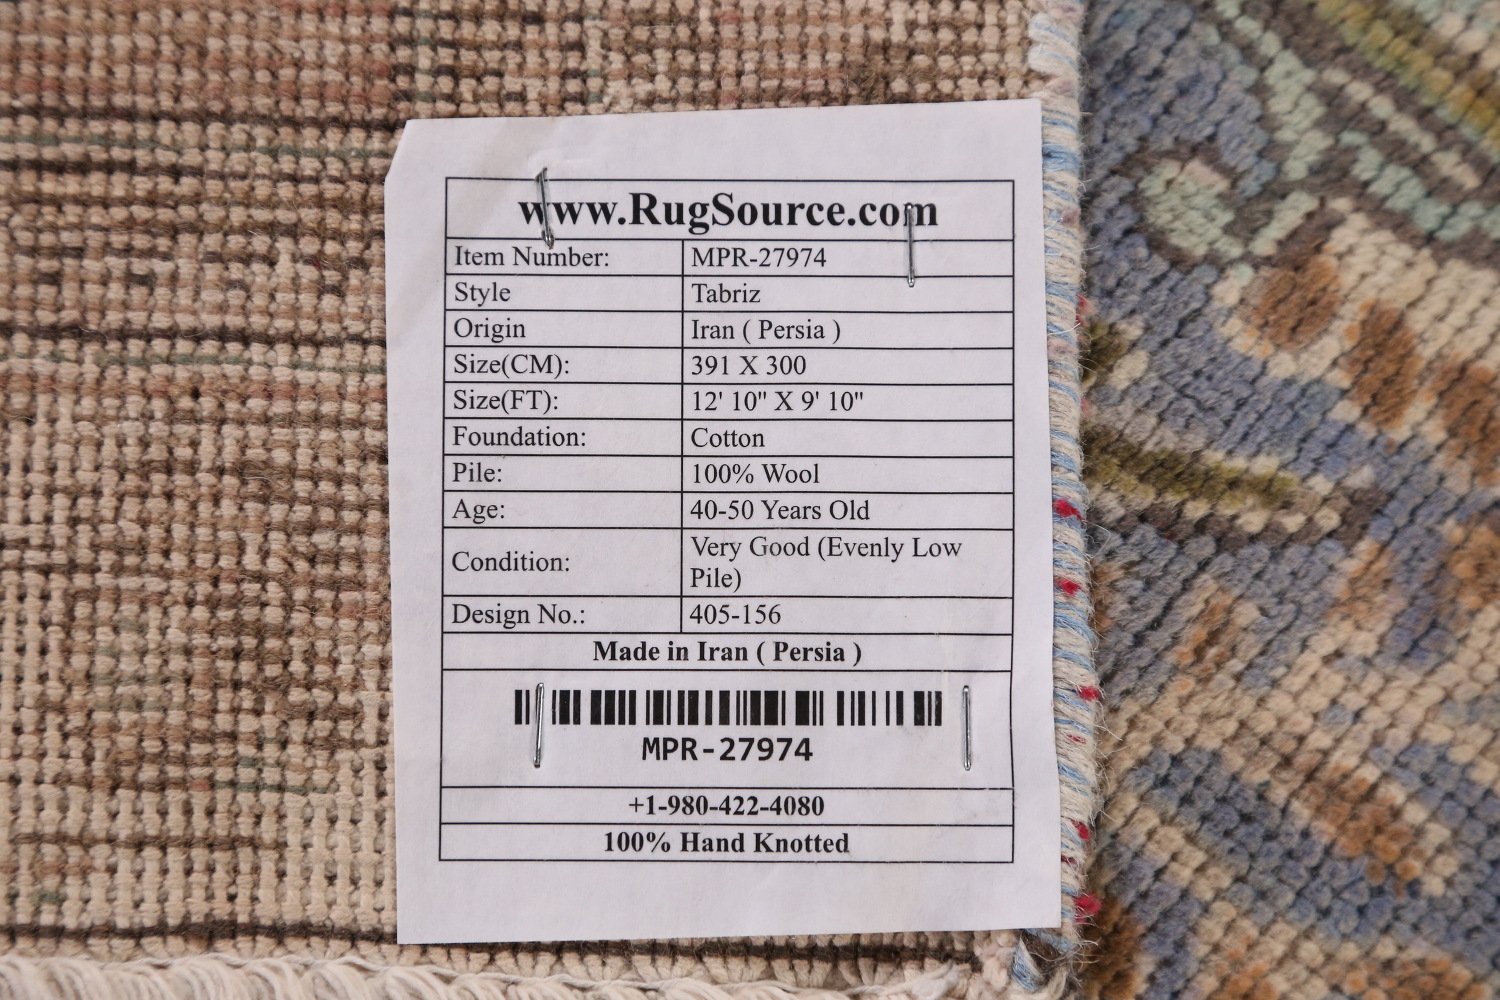 www.RugSource.com
Item Number: MPR-27974
Style Tabriz
Origin Iran ( Persia )
Size(CM): 391 X 300
Size(FT): 12' 10" X 9' 10"
Foundation: Cotton
Pile: 100% Wool
Age: 40-50 Years Old
Condition: Very Good (Evenly Low
Pile)
Design No.: 405-156
Made in Iran ( Persia )
MPR-27974
+1-980-422-4080
100% Hand Knotted